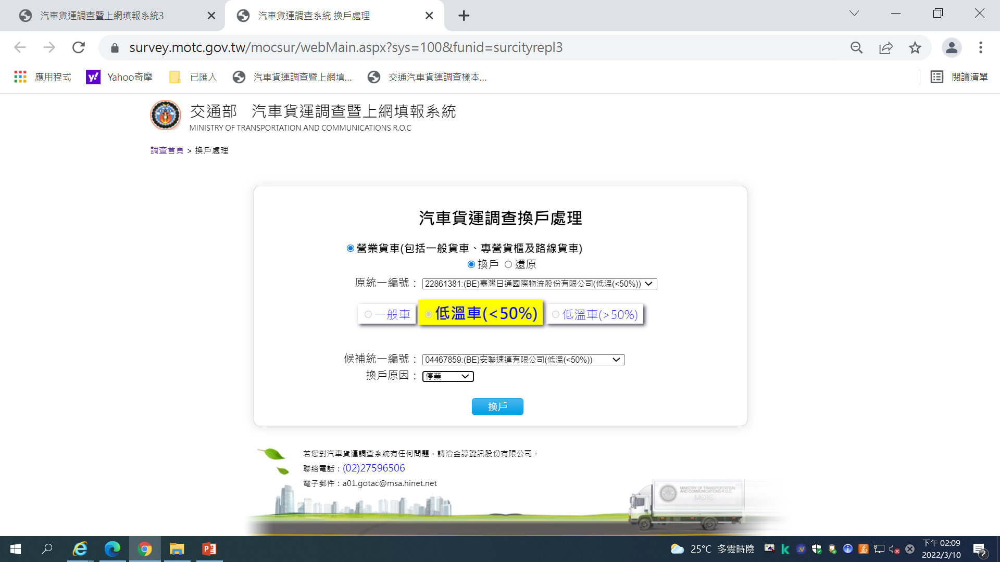 汽車貨運調查暨上網填報系統3
汽車貨運調查系統 換戶處理
survey.motc.gov.tw/mocsur/webMain.aspx?sys=100&funid=surcityrepl3
應用程式
Yahoo奇摩
已匯入
汽車貨運調查暨上網填...
交通汽車貨運調查樣本...
閱讀清單
交通部 汽車貨運調查暨上網填報系統
MINISTRY OF TRANSPORTATION AND COMMUNICATIONS R.O.C
調查首頁 > 換戶處理
汽車貨運調查換戶處理
營業貨車(包括一般貨車、專營貨櫃及路線貨車)
換戶 還原
原統一編號： 22861381:(BE)臺灣日通國際物流股份有限公司(低溫(<50%))
一般車 低溫車(<50%) 低溫車(>50%)
候補統一編號： 04467859:(BE)安聯速運有限公司(低溫(<50%))
換戶原因： 停業
換戶
若您對汽車貨運調查系統有任何問題，請洽金諄資訊股份有限公司。
聯絡電話：(02)27596506
電子郵件：a01.gotac@msa.hinet.net
MINISTRY OF TRANSPORTATION
AND COMMUNICATIONS R.O.C.
MOTC
25°C 多雲時陰
下午 02:09
2022/3/10
2